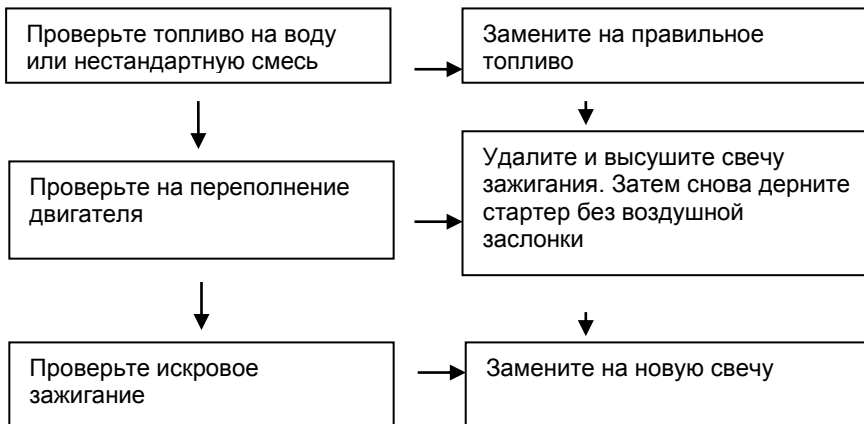 Проверьте топливо на воду
или нестандартную смесь
Замените на правильное
топливо
Проверьте на переполнение
двигателя
Удалите и высушите свечу
зажигания. Затем снова дерните
стартер без воздушной
заслонки
Проверьте искровое
зажигание
Замените на новую свечу